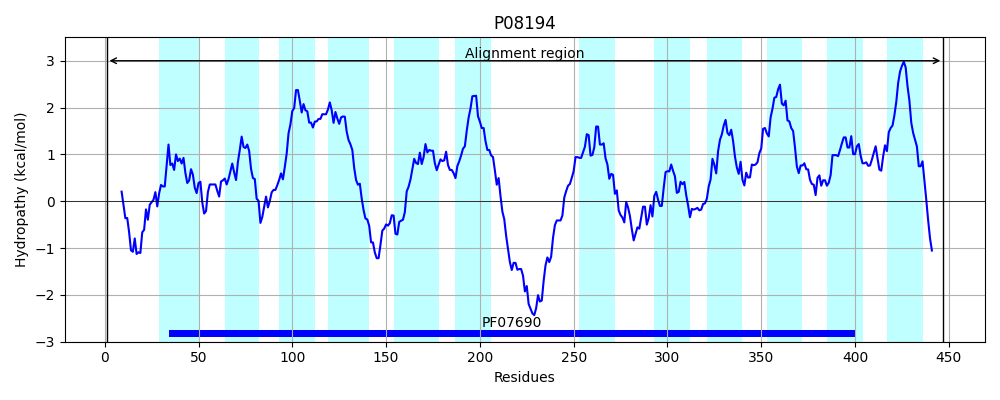 P08194
Alignment region
Hydropathy (kcal/mol)
3
2
1
0
−1
−2
−3
PF07690
0 50 100 150 200 250 300 350 400 450
Residues